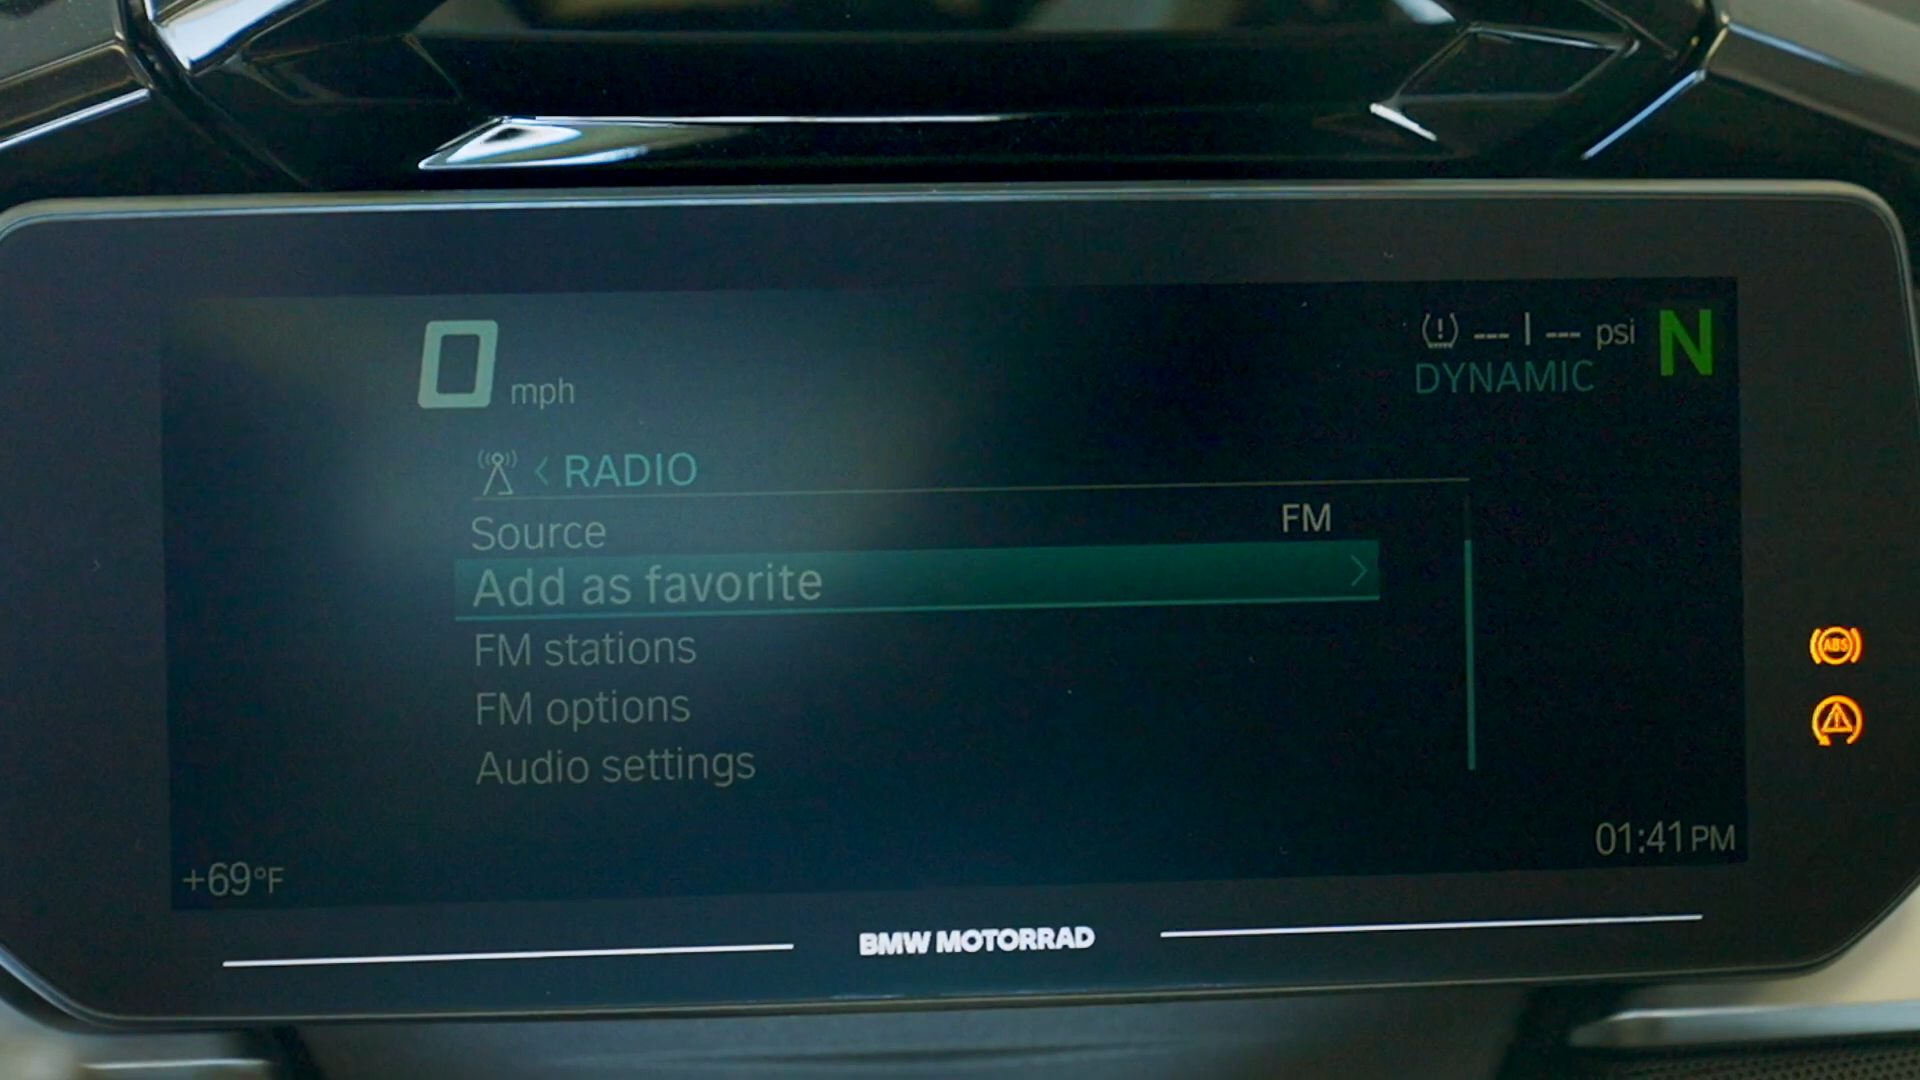 0 mph
--- | --- psi N
DYNAMIC
< RADIO
Source FM
Add as favorite >
FM stations
FM options
Audio settings
ABS
+69°F
01:41 PM
BMW MOTORRAD